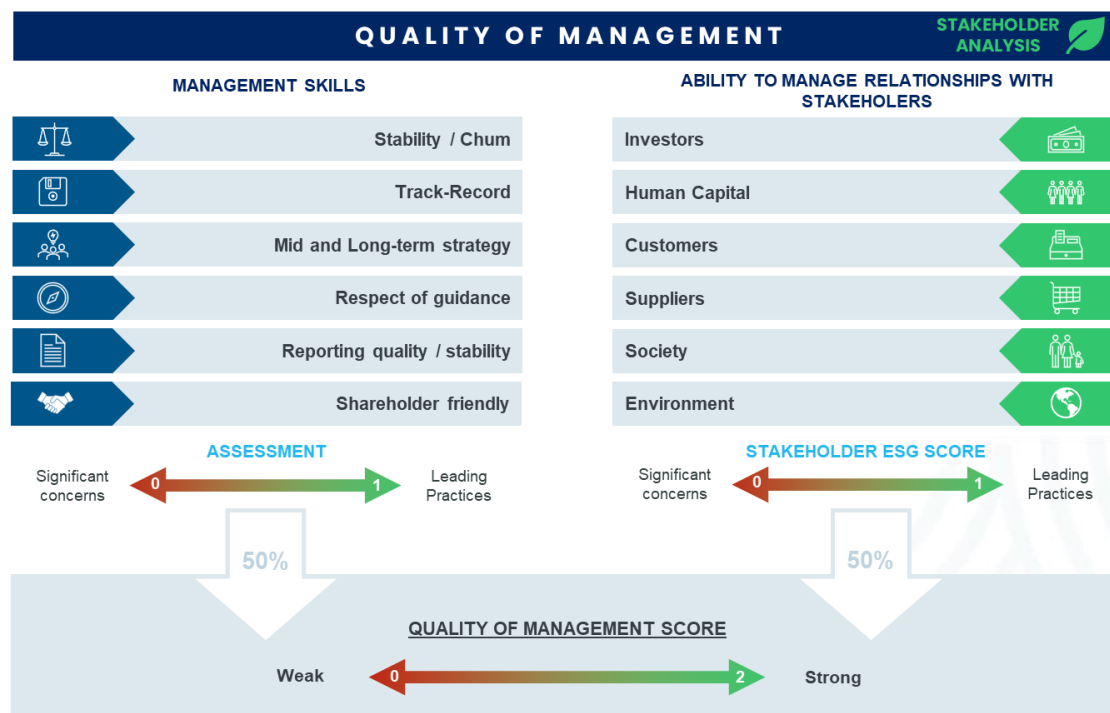 QUALITY OF MANAGEMENT
STAKEHOLDER
ANALYSIS
MANAGEMENT SKILLS
Stability / Chum
Track-Record
Mid and Long-term strategy
Respect of guidance
Reporting quality / stability
Shareholder friendly
ABILITY TO MANAGE RELATIONSHIPS WITH
STAKEHOLERS
Investors
Human Capital
Customers
Suppliers
Society
Environment
ASSESSMENT
Significant
concerns
0
1
Leading
Practices
STAKEHOLDER ESG SCORE
Significant
concerns
0
1
Leading
Practices
50%
50%
QUALITY OF MANAGEMENT SCORE
Weak
0
2
Strong